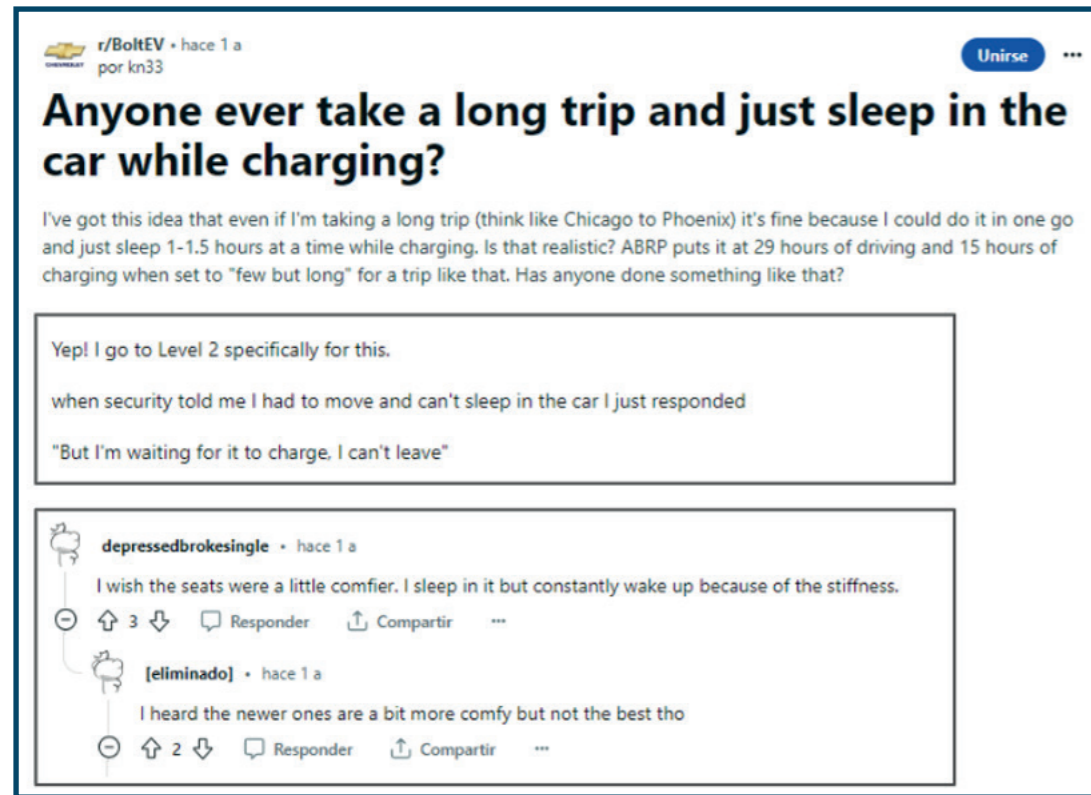 r/BoltEV • hace 1 a
por kn33
Unirse
CHEVROLET
Anyone ever take a long trip and just sleep in the
car while charging?
I've got this idea that even if I'm taking a long trip (think like Chicago to Phoenix) it's fine because I could do it in one go
and just sleep 1-1.5 hours at a time while charging. Is that realistic? ABRP puts it at 29 hours of driving and 15 hours of
charging when set to "few but long" for a trip like that. Has anyone done something like that?
Yep! I go to Level 2 specifically for this.
when security told me I had to move and can't sleep in the car I just responded
"But I'm waiting for it to charge, I can't leave"
depressedbrokesingle • hace 1 a
I wish the seats were a little comfier. I sleep in it but constantly wake up because of the stiffness.
3 Responder Compartir ...
[eliminado] • hace 1 a
I heard the newer ones are a bit more comfy but not the best tho
2 Responder Compartir ...